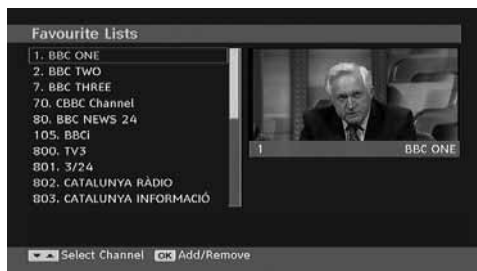 Favourite Lists
1. BBC ONE
2. BBC TWO
7. BBC THREE
70. CBBC Channel
80. BBC NEWS 24
105. BBCi
800. TV3
801. 3/24
802. CATALUNYA RÀDIO
803. CATALUNYA INFORMACIÓ
1 BBC ONE
Select Channel OK Add/Remove